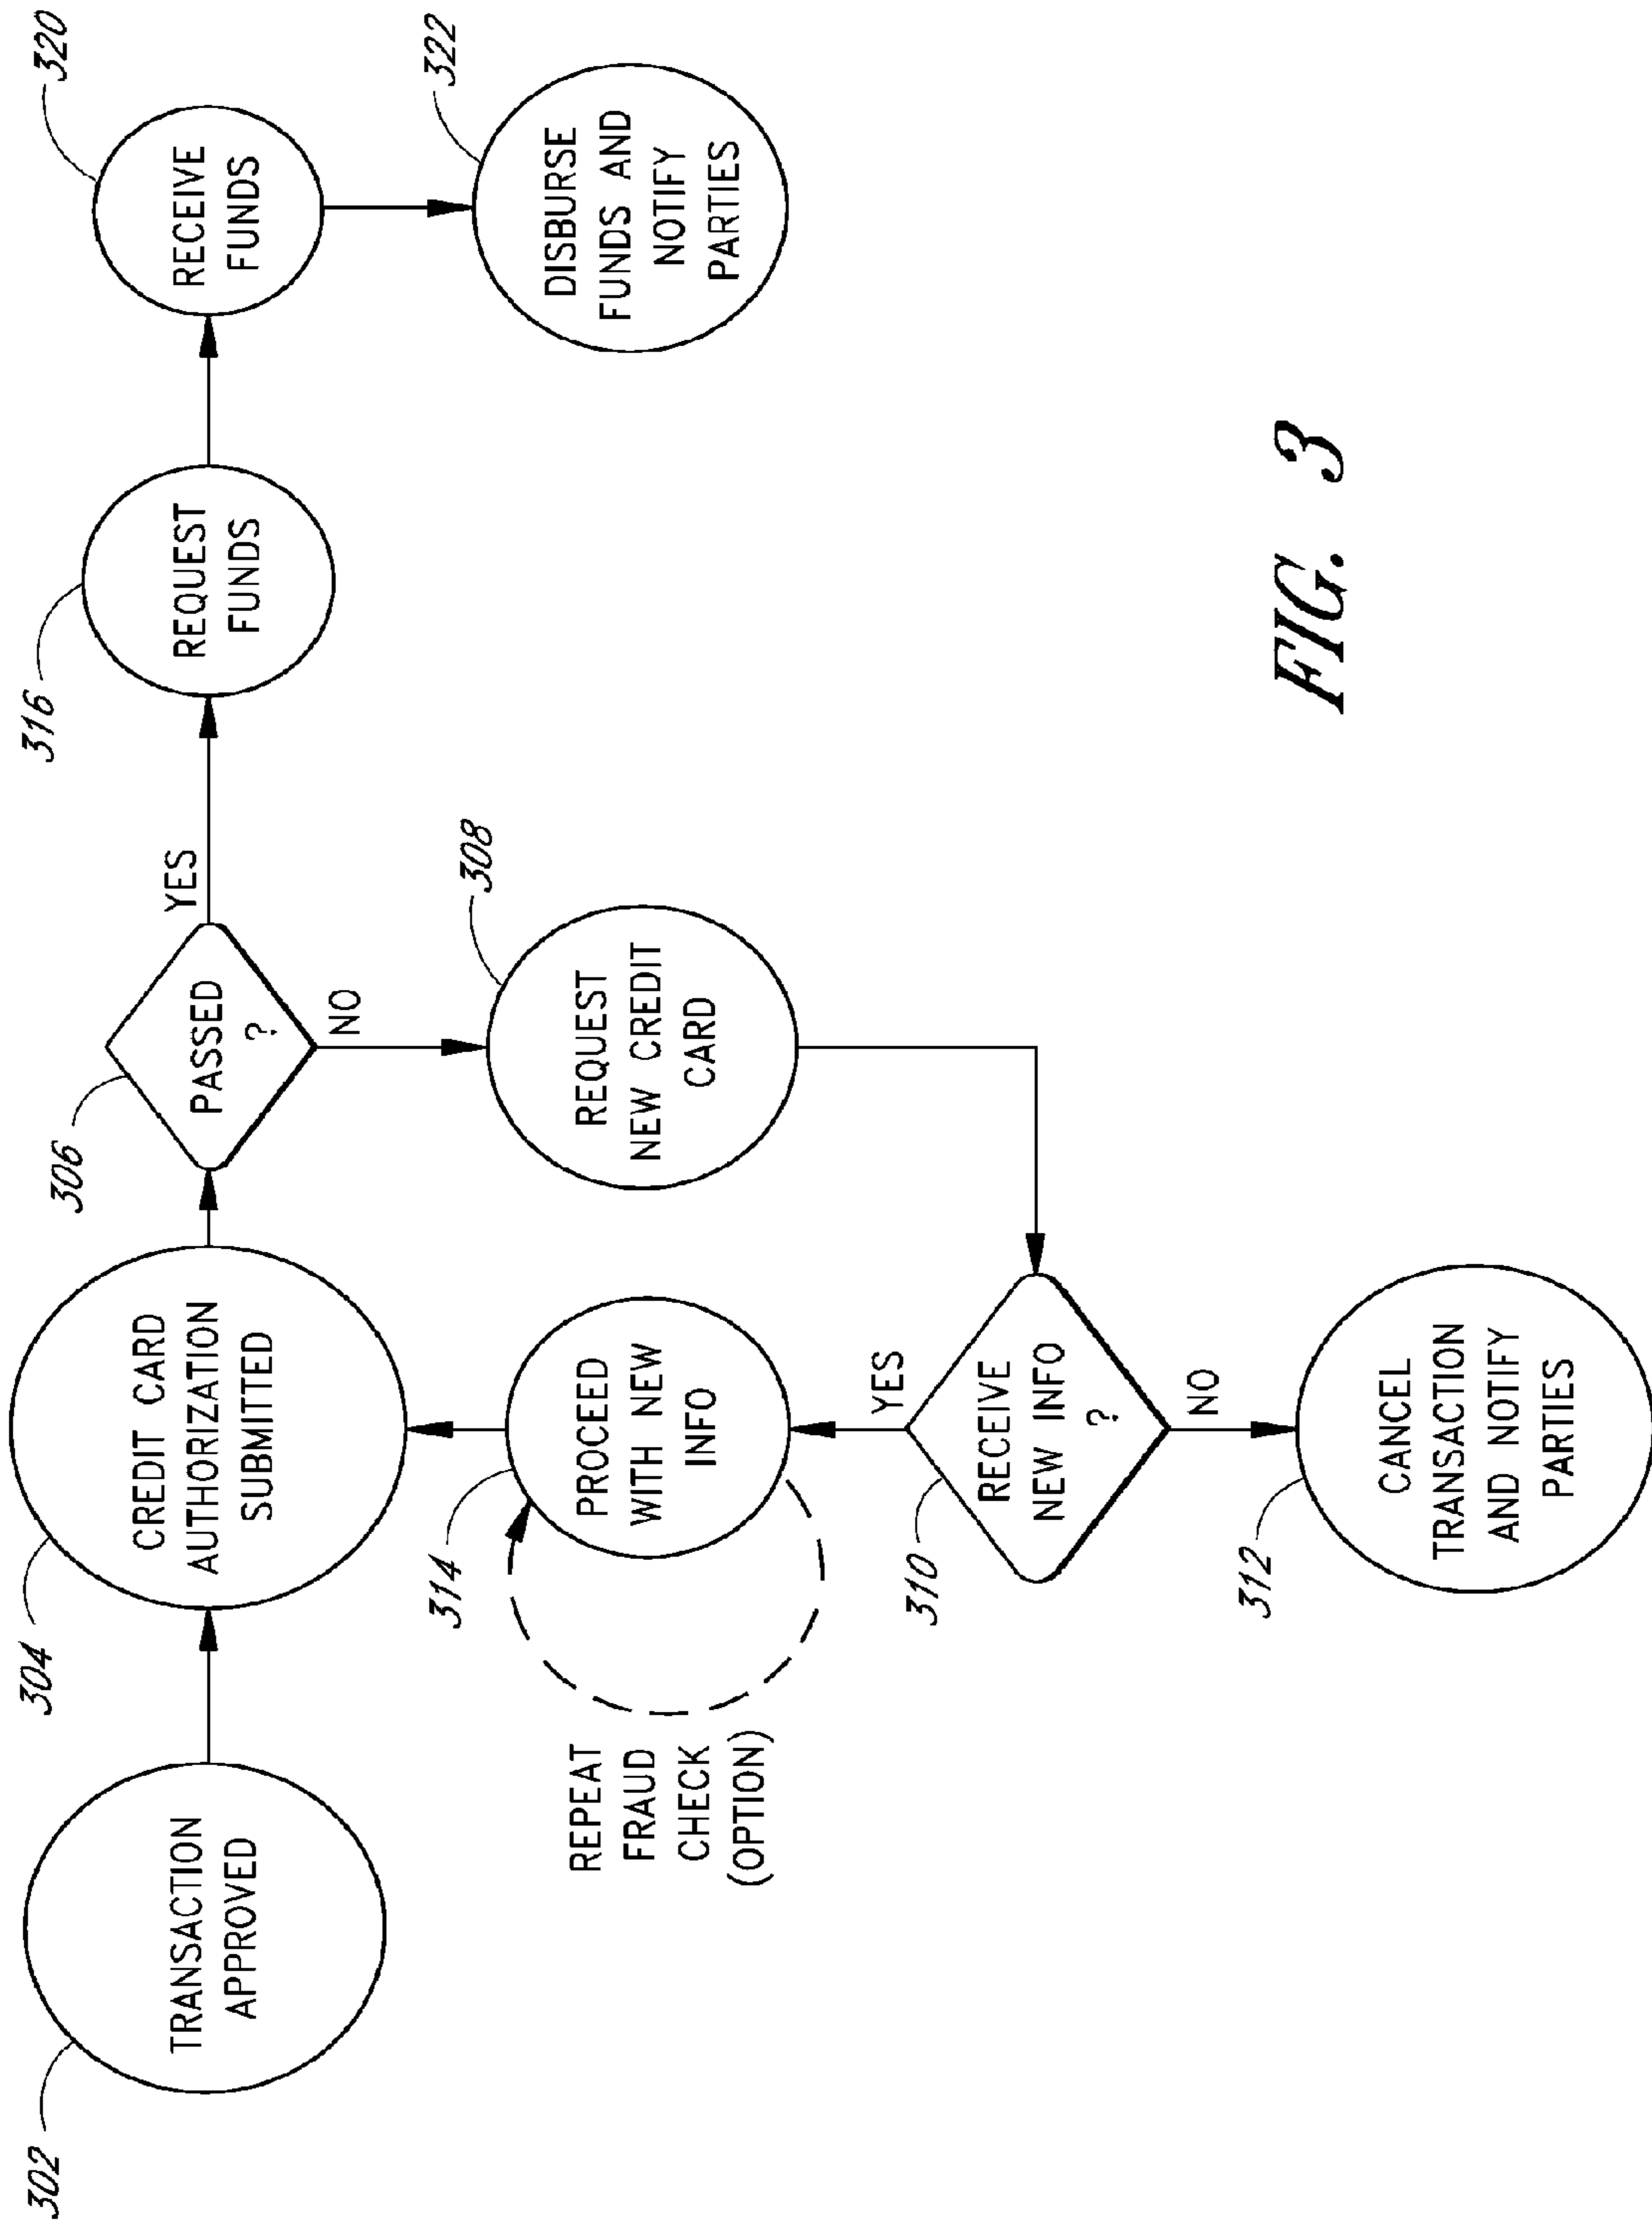 302
TRANSACTION
APPROVED
304
CREDIT CARD
AUTHORIZATION
SUBMITTED
306
PASSED
?
YES
NO
316
REQUEST
FUNDS
320
RECEIVE
FUNDS
322
DISBURSE
FUNDS AND
NOTIFY
PARTIES
308
REQUEST
NEW CREDIT
CARD
314
PROCEED
WITH NEW
INFO
REPEAT
FRAUD
CHECK
(OPTION)
310
RECEIVE
NEW INFO
?
YES
NO
312
CANCEL
TRANSACTION
AND NOTIFY
PARTIES
FIG. 3